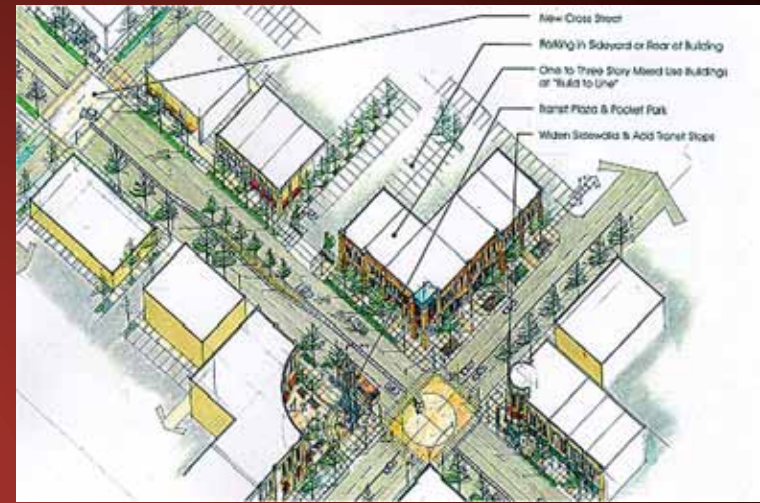 New Cross Street
Parking in Sideyard or Rear of Building
One to Three Story Mixed Use Buildings
at "Build to Line"
Transit Plaza & Pocket Park
Widen Sidewalks & Add Transit Stops